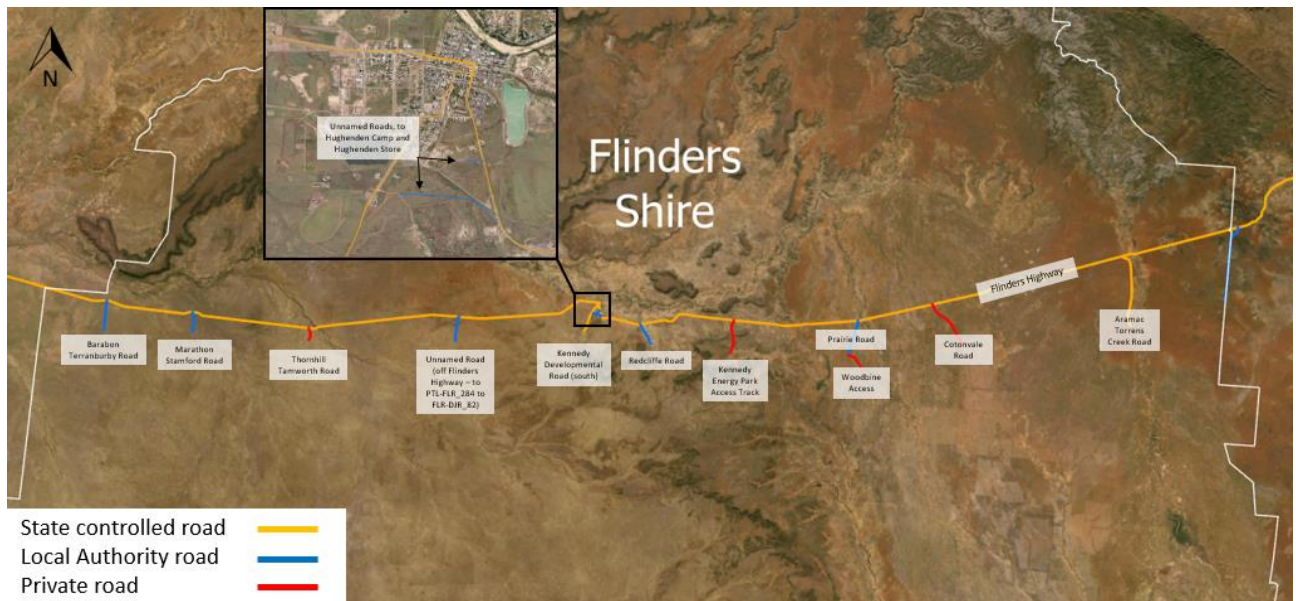 N
Unnamed Roads, to
Hughenden Camp and
Hughenden Store
Flinders
Shire
Flinders Highway
Barabon
Terranburby Road
Marathon
Stamford Road
Thornhill
Tamworth Road
Unnamed Road
(off Flinders
Highway – to
PTL-FLR_284 to
FLR-DJR_82)
Kennedy
Developmental
Road (south)
Redcliffe Road
Kennedy
Energy Park
Access Track
Prairie Road
Woodbine
Access
Cotonvale
Road
Aramac
Torrens
Creek Road
State controlled road
Local Authority road
Private road